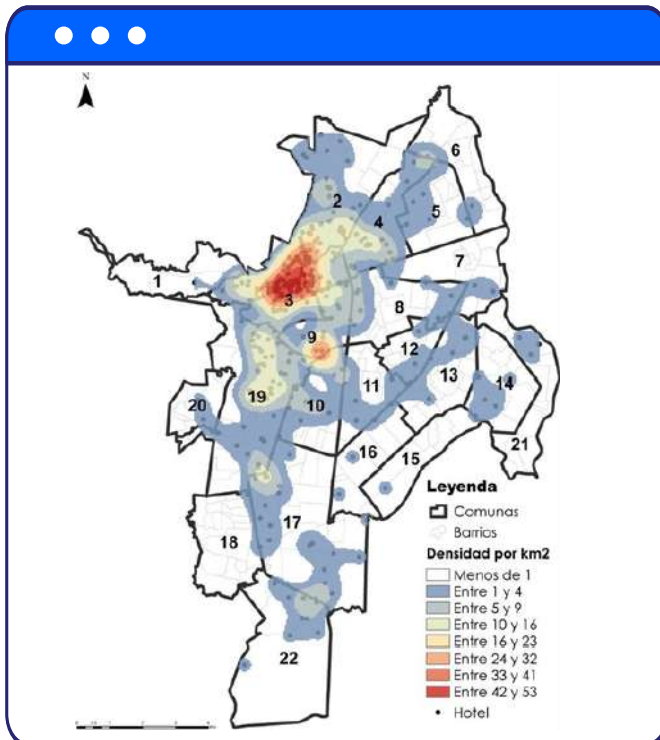 N
6
2
5
4
7
1
3
8
9
12
11
13
14
19
20
10
16
15
21
Leyenda
Comunas
Barrios
Densidad por km2
Menos de 1
Entre 1 y 4
Entre 5 y 9
Entre 10 y 16
Entre 16 y 23
Entre 24 y 32
Entre 33 y 41
Entre 42 y 53
Hotel
17
18
22